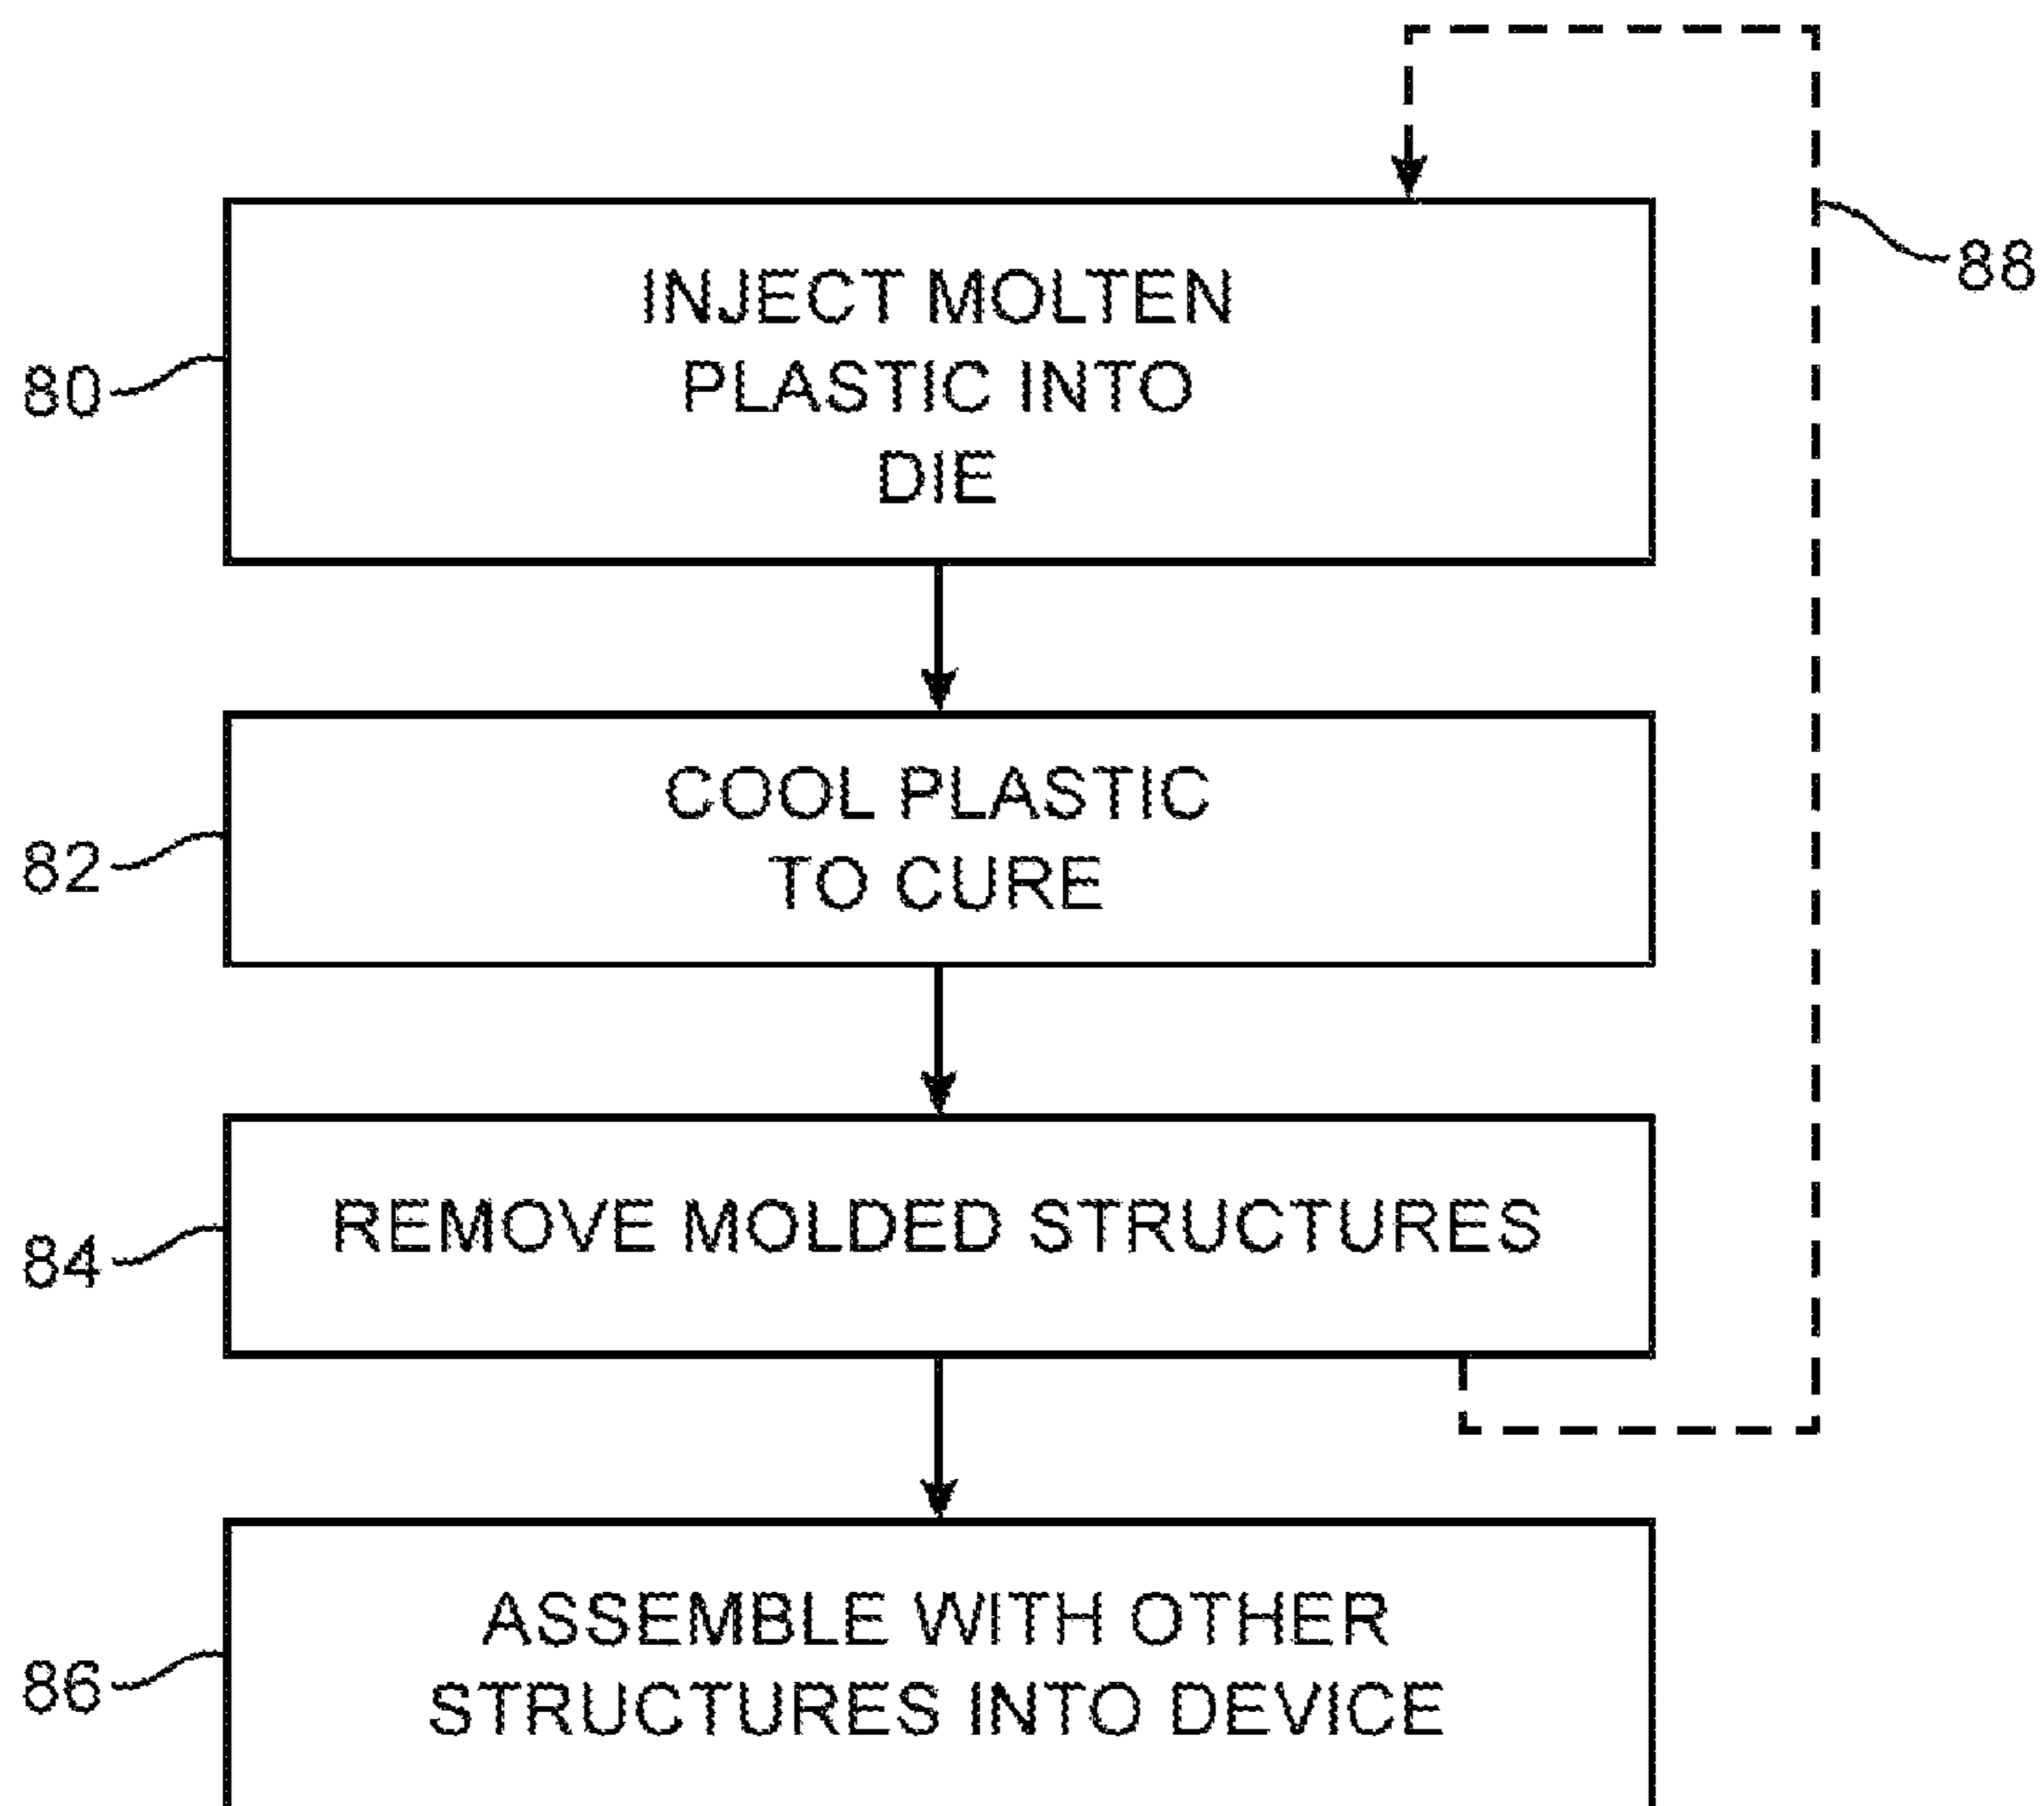 88
80
INJECT MOLTEN
PLASTIC INTO
DIE
82
COOL PLASTIC
TO CURE
84
REMOVE MOLDED STRUCTURES
86
ASSEMBLE WITH OTHER
STRUCTURES INTO DEVICE